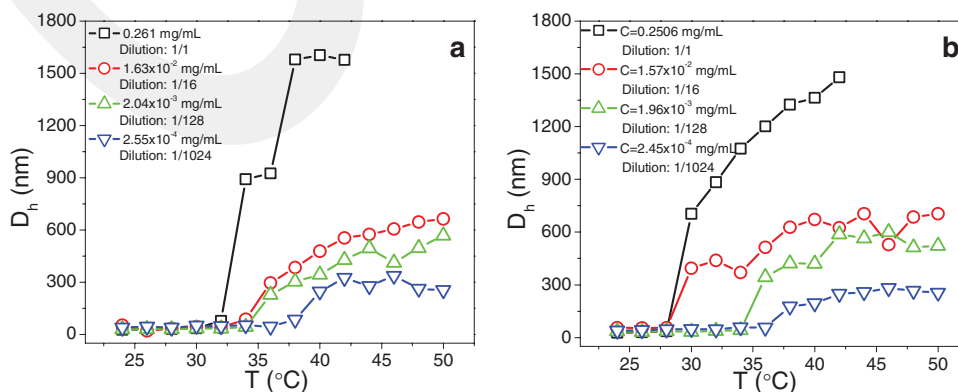 a
1800
1500
1200
900
600
300
0
D_h (nm)
0.261 mg/mL
Dilution: 1/1
1.63x10^-2 mg/mL
Dilution: 1/16
2.04x10^-3 mg/mL
Dilution: 1/128
2.55x10^-4 mg/mL
Dilution: 1/1024
25 30 35 40 45 50
T (°C)
b
1800
1500
1200
900
600
300
0
D_h (nm)
C=0.2506 mg/mL
Dilution: 1/1
C=1.57x10^-2 mg/mL
Dilution: 1/16
C=1.96x10^-3 mg/mL
Dilution: 1/128
C=2.45x10^-4 mg/mL
Dilution: 1/1024
25 30 35 40 45 50
T (°C)